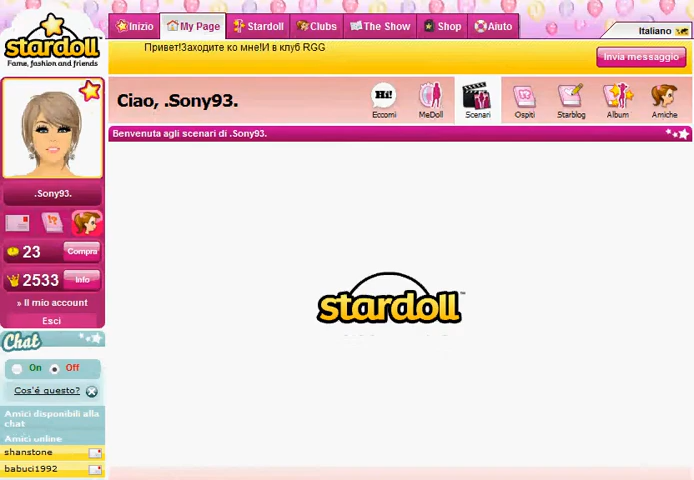 Inizio
My Page
Stardoll
Clubs
The Show
Shop
Aiuto
Italiano
stardoll
Fame, fashion and friends
Привет!Заходите ко мне!И в клуб RGG
Invia messaggio
Ciao, .Sony93.
Hi!
Eccomi
MeDoll
Scenari
Ospiti
Starblog
Album
Amiche
Benvenuta agli scenari di .Sony93.
.Sony93.
23
Compra
2533
Info
» Il mio account
Esci
Chat
On
Off
Cos'é questo?
Amici disponibili alla
chat
Amici online
shanstone
babuci1992
stardoll™